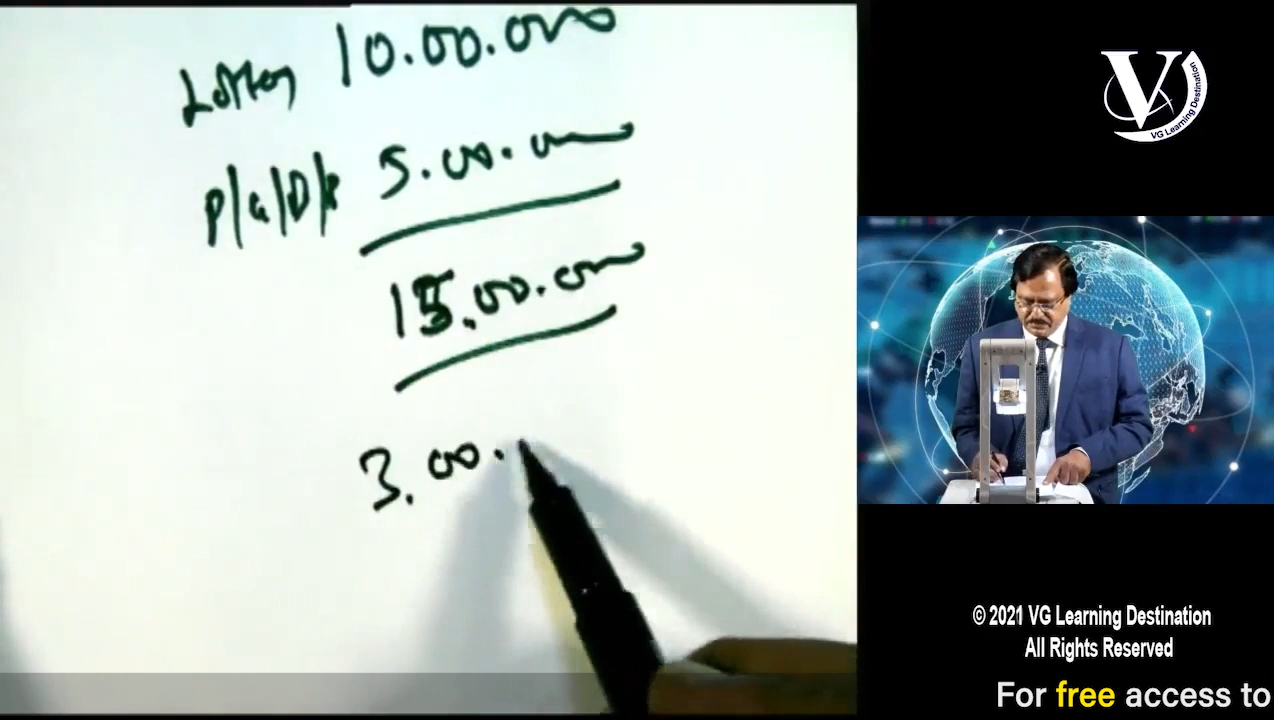 Lottery 10.00.000
P/G/D/R 5.00.000
15.00.000
3.00.
V
VG Learning Destination
© 2021 VG Learning Destination
All Rights Reserved
For free access to